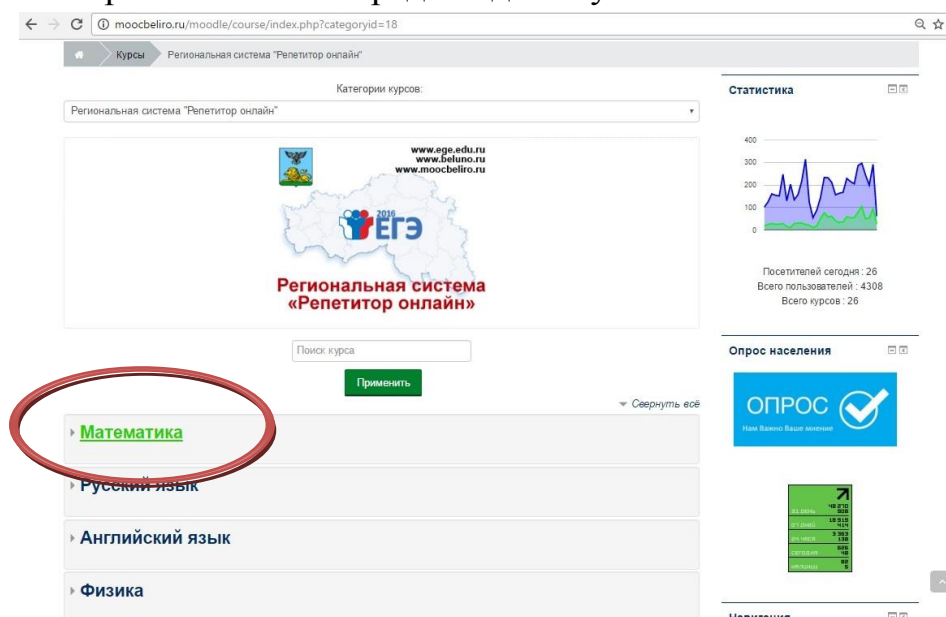 moocbeliro.ru/moodle/course/index.php?categoryid=18
Курсы
Региональная система "Репетитор онлайн"
Категории курсов:
Региональная система "Репетитор онлайн"
www.ege.edu.ru
www.beluno.ru
www.moocbeliro.ru
2016
ЕГЭ
Региональная система
«Репетитор онлайн»
Поиск курса
Применить
Свернуть всё
Математика
Русский язык
Английский язык
Физика
Статистика
400
300
200
100
0
Посетителей сегодня : 26
Всего пользователей : 4308
Всего курсов : 26
Опрос населения
ОПРОС
Нам Важно Ваше мнение
Навигация